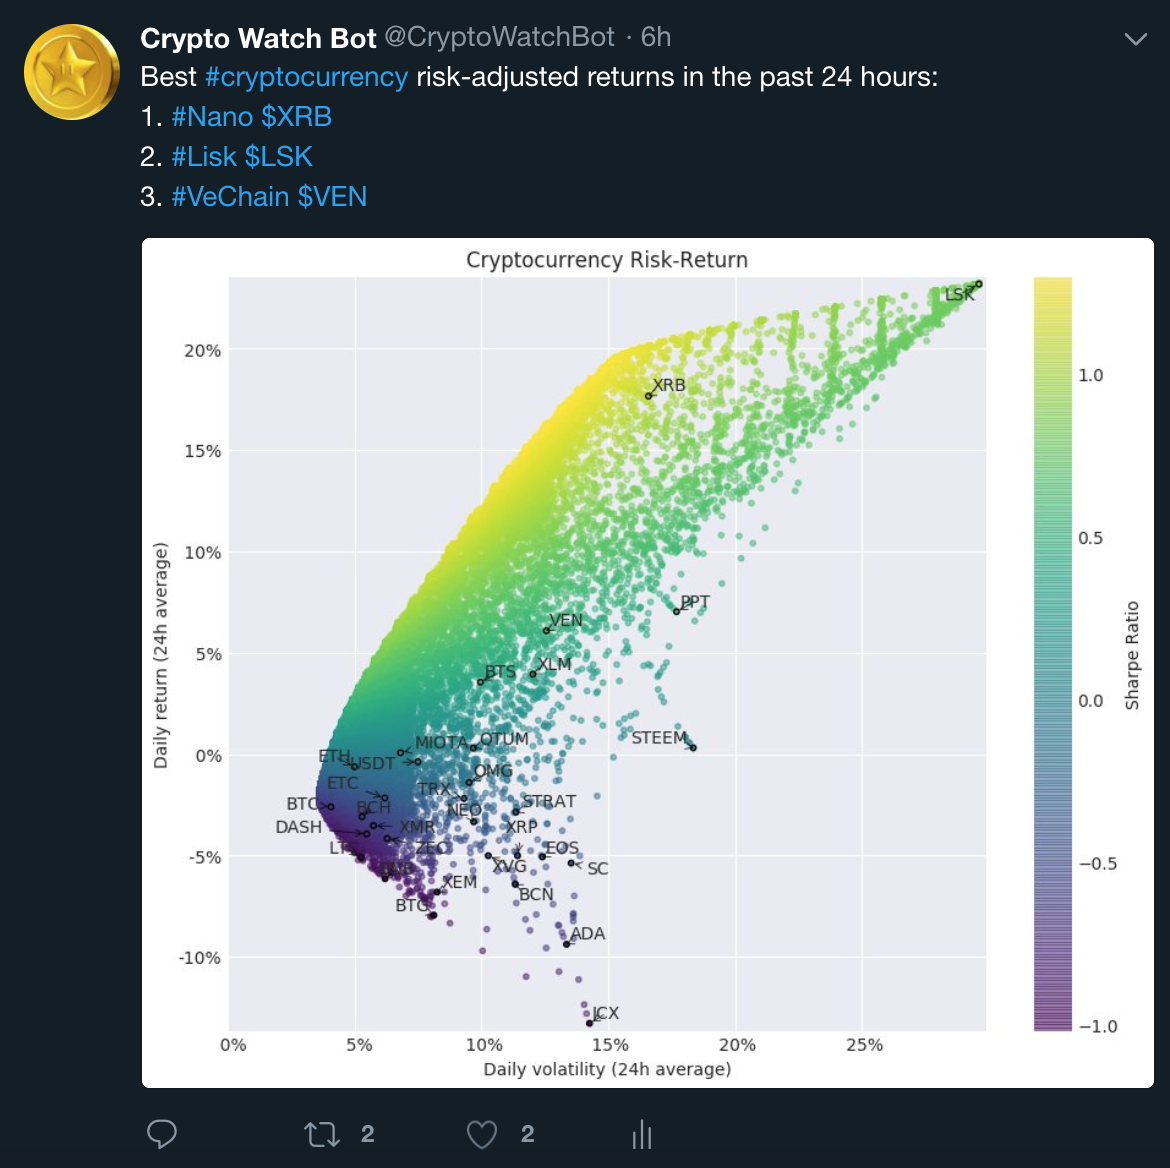 Crypto Watch Bot @CryptoWatchBot · 6h
Best #cryptocurrency risk-adjusted returns in the past 24 hours:
1. #Nano $XRB
2. #Lisk $LSK
3. #VeChain $VEN
Cryptocurrency Risk-Return
LSK
20%
1.0
XRB
15%
10%
0.5
PPT
VEN
5%
XLM
BTS
0.0
Sharpe Ratio
Daily return (24h average)
STEEM
MIOTA
OTUM
0%
ETH
USDT
OMG
ETC
TRX
BTC
BCH
NEO
STRAT
DASH
XMR
XRP
-5%
ZEC
EOS
−0.5
XVG
SC
XEM
BCN
BTG
ADA
-10%
JCX
−1.0
0%
5%
10%
15%
20%
25%
Daily volatility (24h average)
2
2